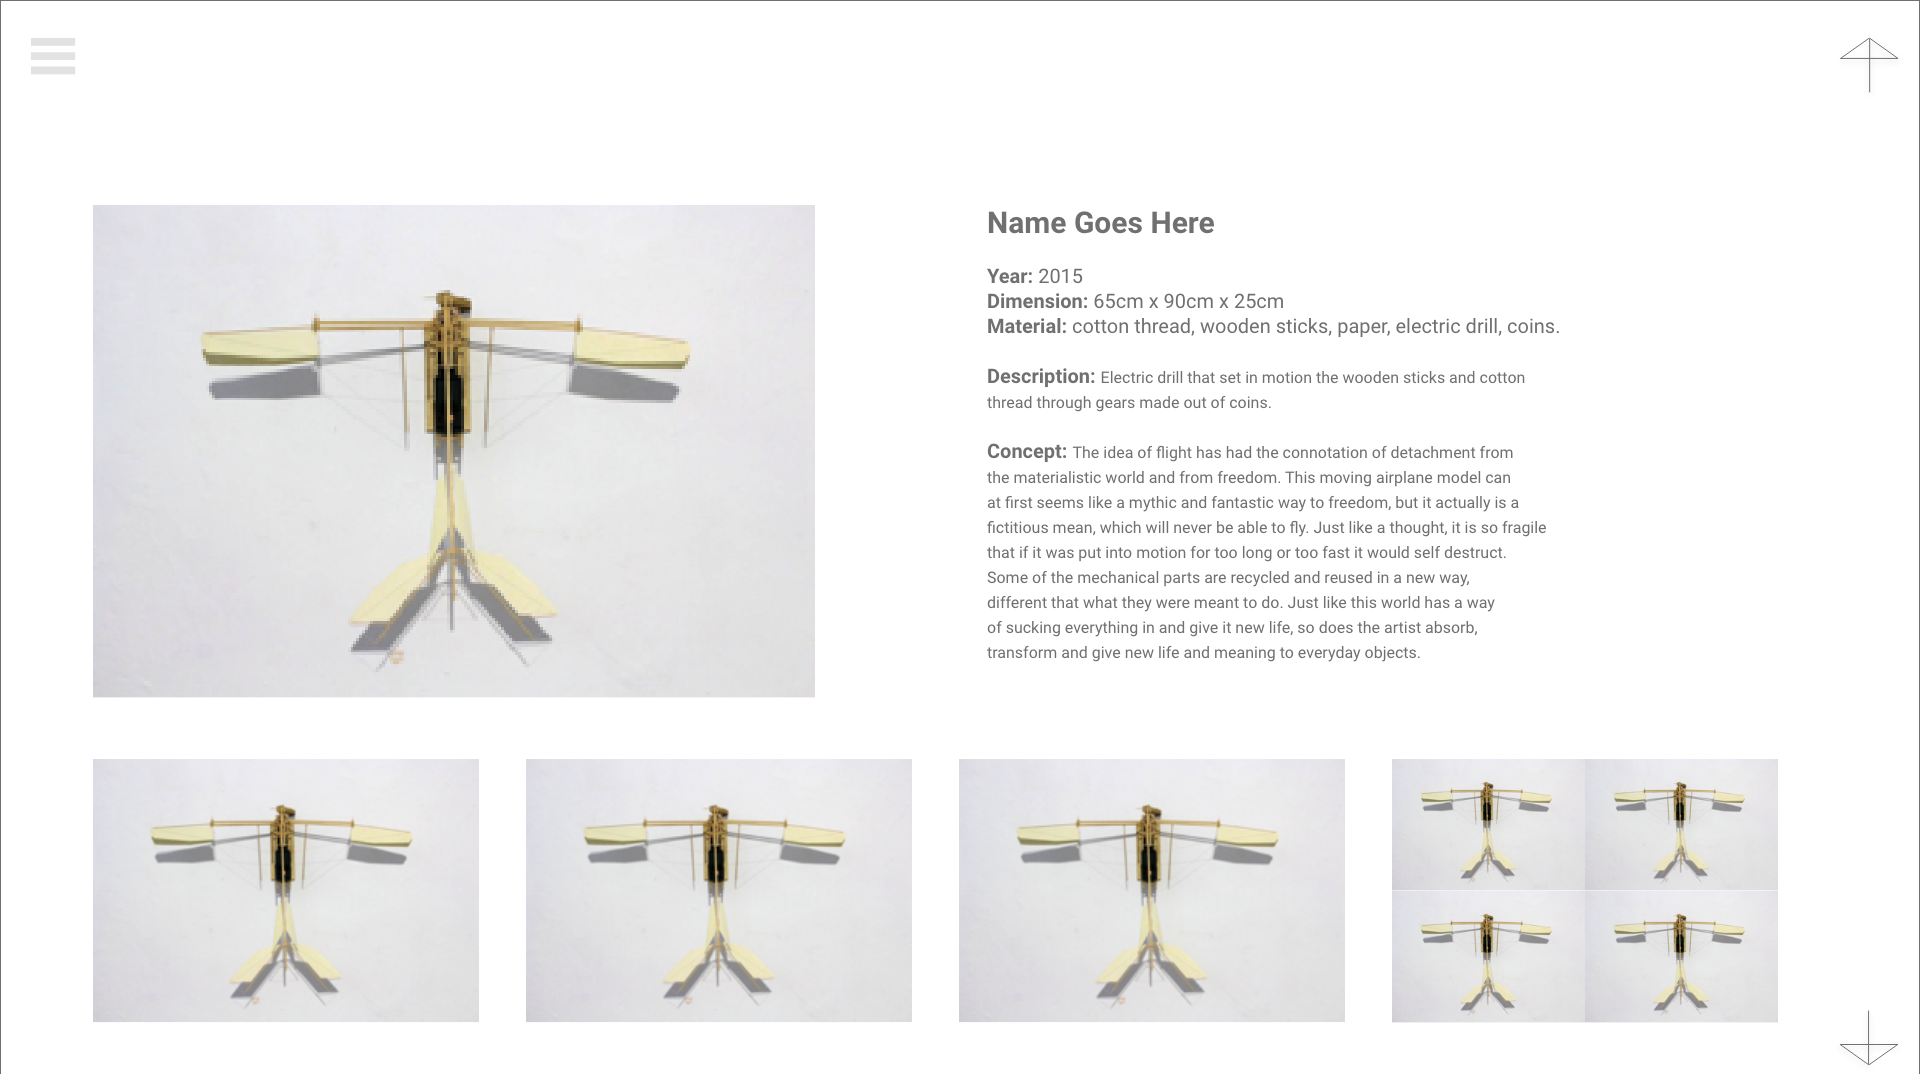 Name Goes Here
Year: 2015
Dimension: 65cm x 90cm x 25cm
Material: cotton thread, wooden sticks, paper, electric drill, coins.
Description: Electric drill that set in motion the wooden sticks and cotton
thread through gears made out of coins.
Concept: The idea of flight has had the connotation of detachment from
the materialistic world and from freedom. This moving airplane model can
at first seems like a mythic and fantastic way to freedom, but it actually is a
fictitious mean, which will never be able to fly. Just like a thought, it is so fragile
that if it was put into motion for too long or too fast it would self destruct.
Some of the mechanical parts are recycled and reused in a new way,
different that what they were meant to do. Just like this world has a way
of sucking everything in and give it new life, so does the artist absorb,
transform and give new life and meaning to everyday objects.